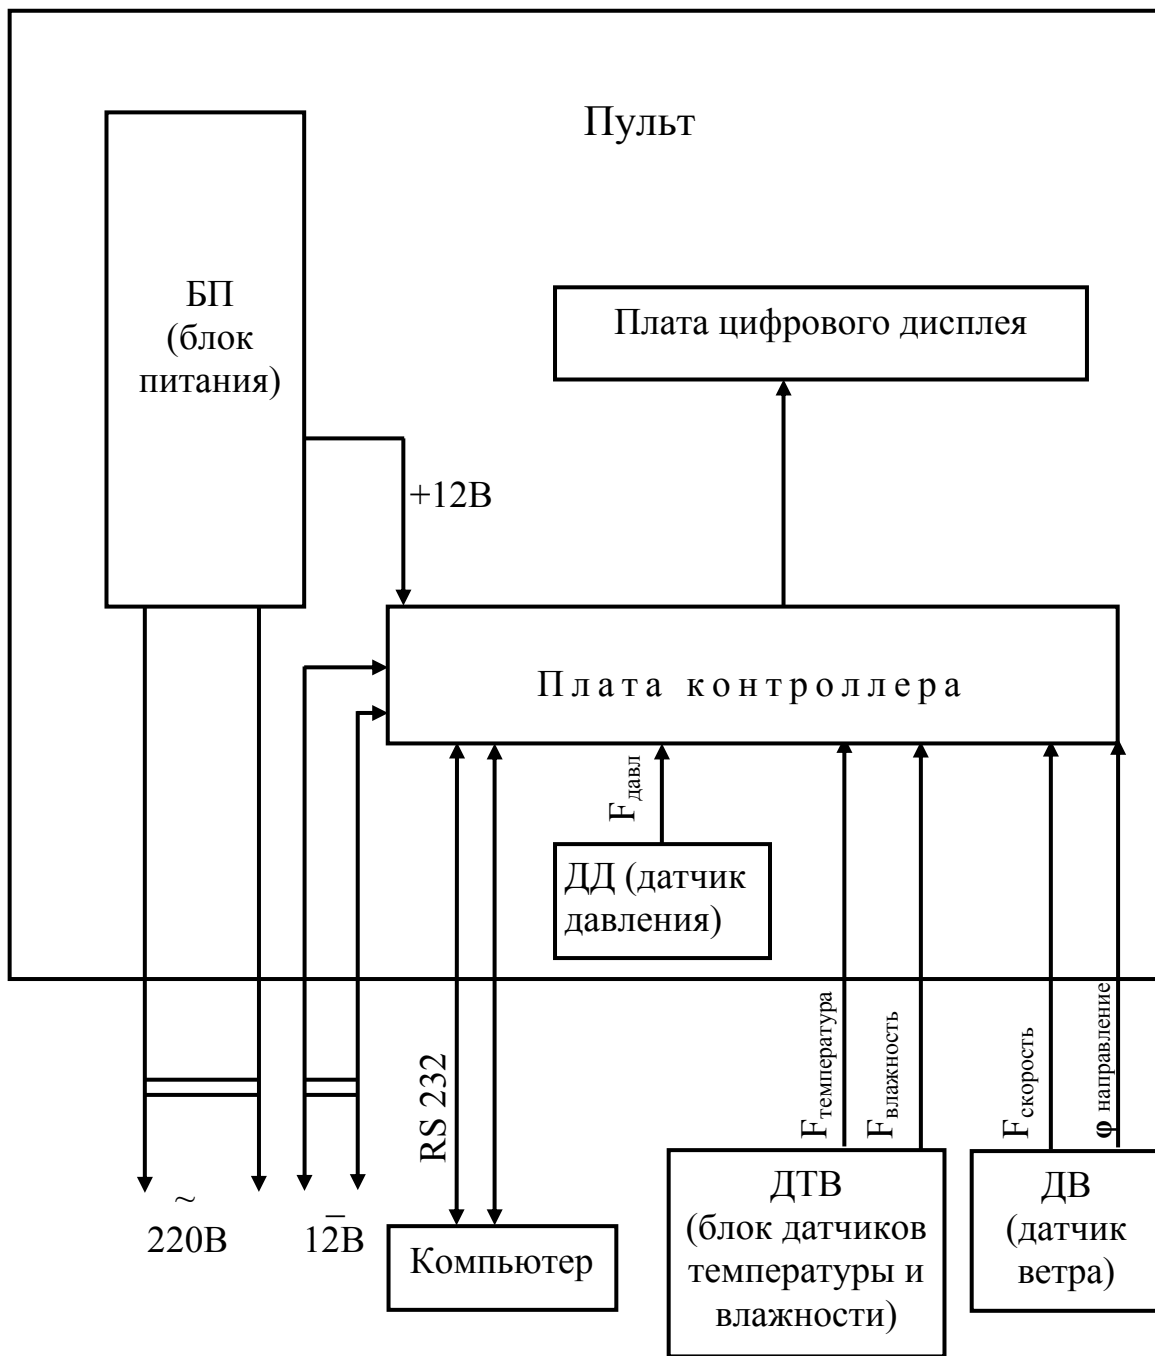 Пульт
БП
(блок
питания)
Плата цифрового дисплея
+12В
Плата контроллера
Fдавл
ДД (датчик
давления)
Fтемпература
Fвлажность
Fскорость
φ направление
RS 232
~
220В
–
12В
Компьютер
ДТВ
(блок датчиков
температуры и
влажности)
ДВ
(датчик
ветра)